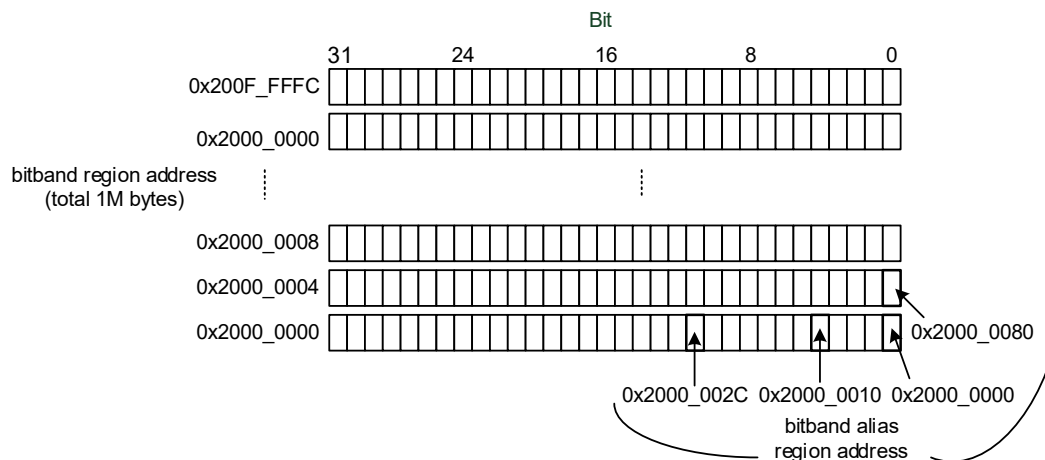 Bit
31 24 16 8 0
0x200F_FFFC
0x2000_0000
bitband region address
(total 1M bytes)
0x2000_0008
0x2000_0004
0x2000_0000
0x2000_0080
0x2000_002C 0x2000_0010 0x2000_0000
bitband alias
region address